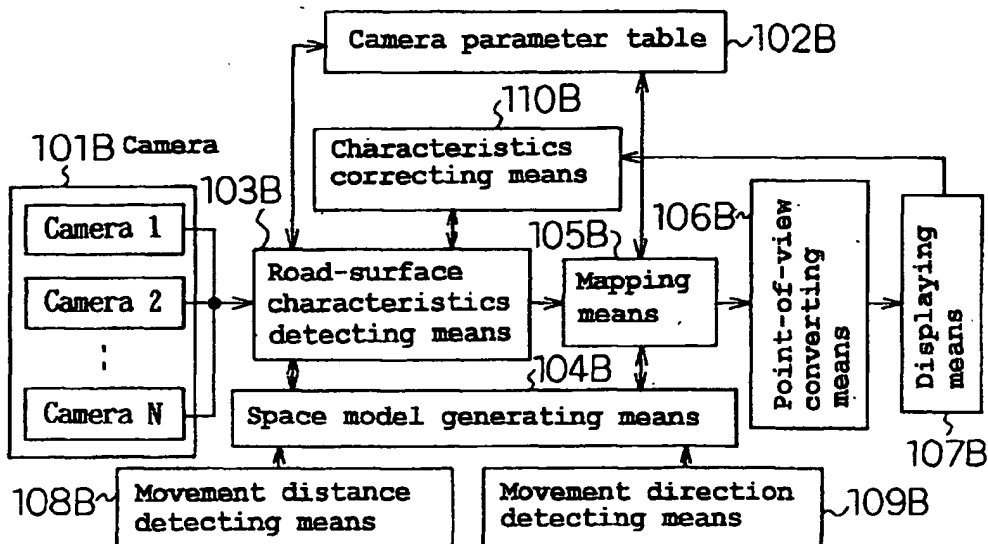 Camera parameter table
102B
110B
101B Camera
Characteristics
correcting means
103B
Camera 1
Camera 2
Camera N
Road-surface
characteristics
detecting means
105B
Mapping
means
106B
Point-of-view
converting
means
Displaying
means
107B
104B
Space model generating means
108B
Movement distance
detecting means
Movement direction
detecting means
109B